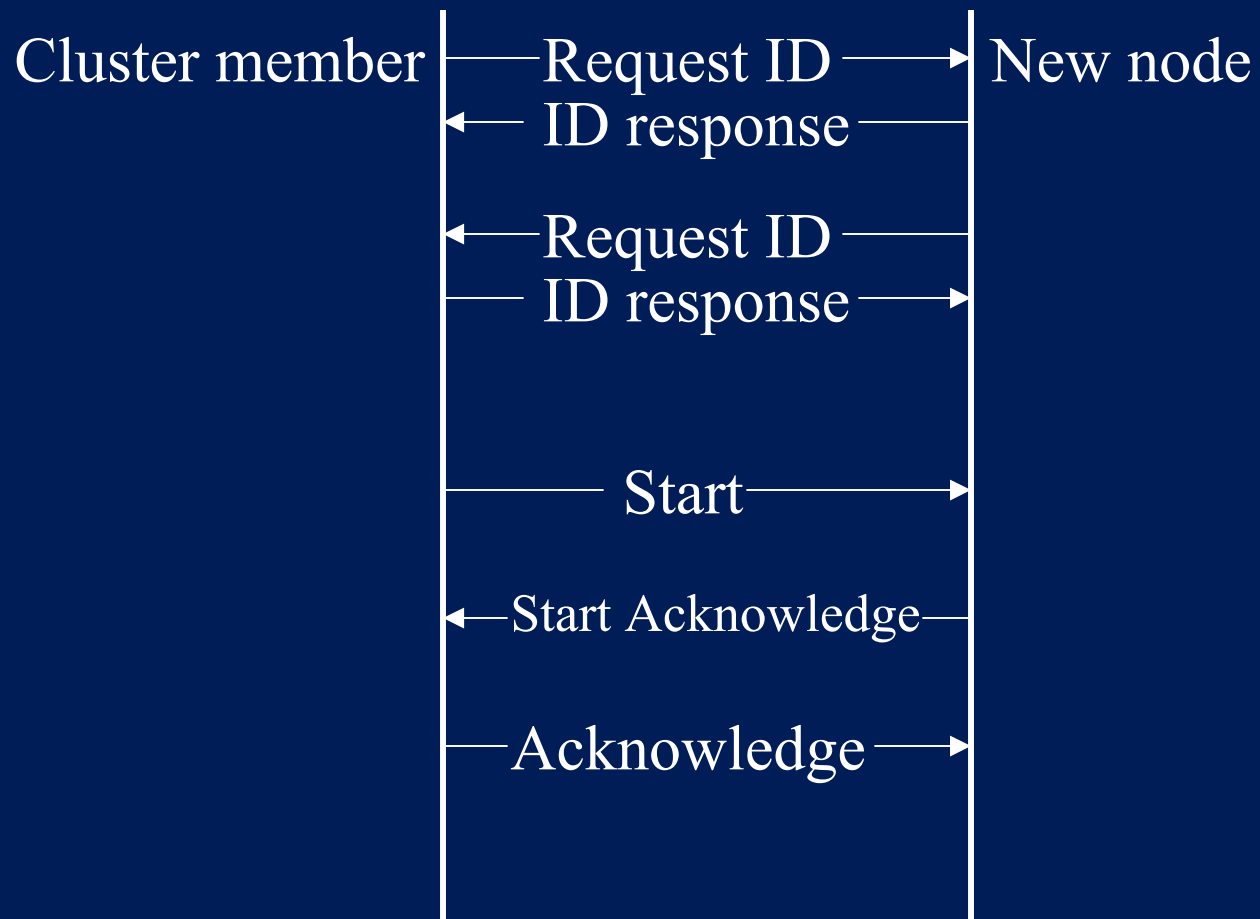 Cluster member Request ID New node
ID response
Request ID
ID response
Start
Start Acknowledge
Acknowledge